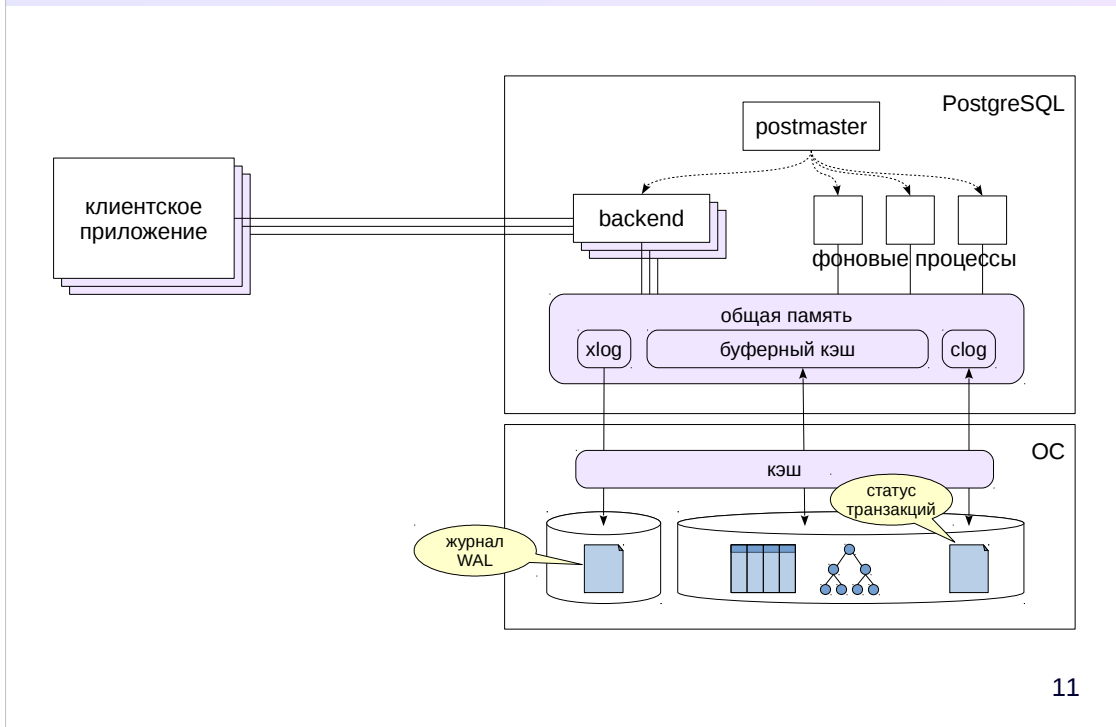 PostgreSQL
postmaster
клиентское
приложение
backend
фоновые процессы
общая память
xlog
буферный кэш
clog
ОС
кэш
статус
транзакций
журнал
WAL
11